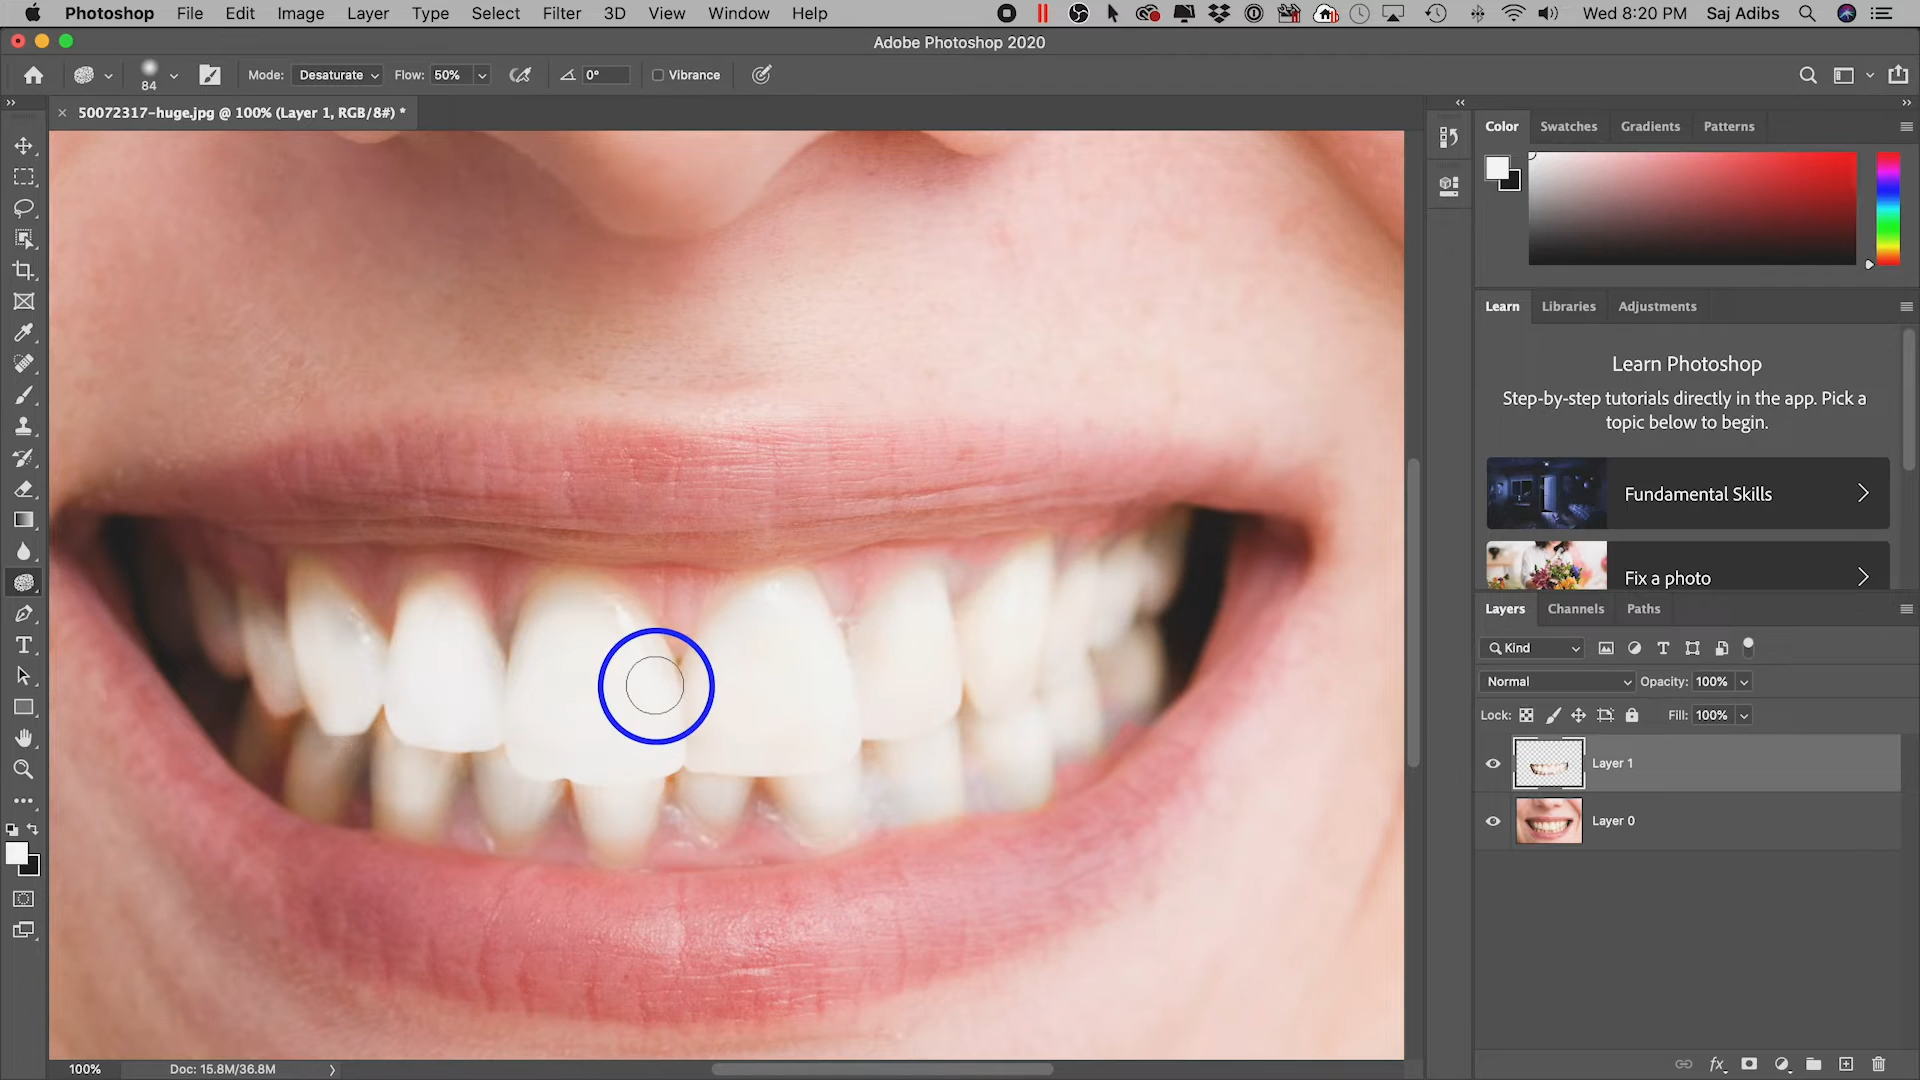 Photoshop File Edit Image Layer Type Select Filter 3D View Window Help Wed 8:20 PM Saj Adibs
Adobe Photoshop 2020
84 Mode: Desaturate Flow: 50% 0° Vibrance
50072317-huge.jpg @ 100% (Layer 1, RGB/8#) *
Color Swatches Gradients Patterns
Learn Libraries Adjustments
Learn Photoshop
Step-by-step tutorials directly in the app. Pick a
topic below to begin.
Fundamental Skills
Fix a photo
Layers Channels Paths
Kind
Normal Opacity: 100%
Lock: Fill: 100%
Layer 1
Layer 0
100% Doc: 15.8M/36.8M